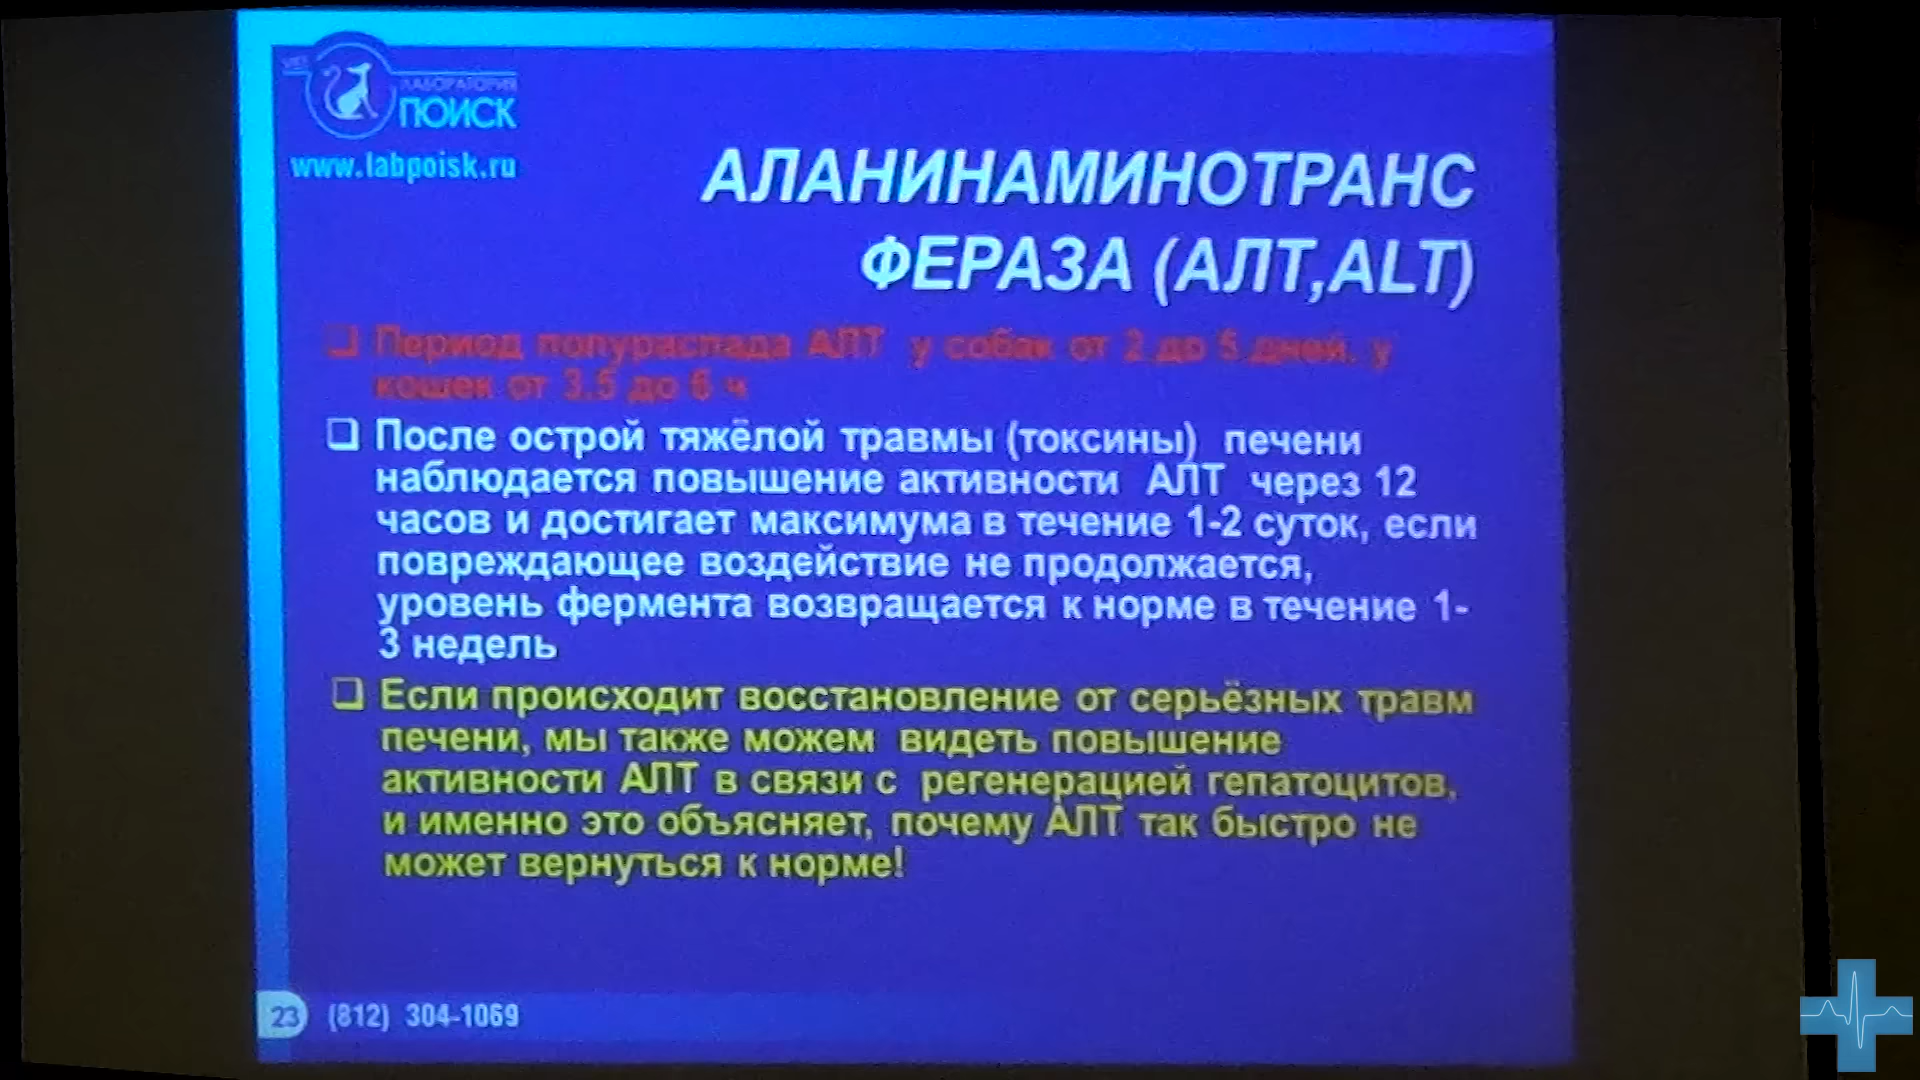 ЛАБОРАТОРИЯ
ПОИСК
www.labpoisk.ru
АЛАНИНАМИНОТРАНС
ФЕРАЗА (АЛТ,ALT)
Период полураспада АЛТ у собак от 2 до 5 дней, у
кошек от 3.5 до 6 ч
После острой тяжёлой травмы (токсины) печени
наблюдается повышение активности АЛТ через 12
часов и достигает максимума в течение 1-2 суток, если
повреждающее воздействие не продолжается,
уровень фермента возвращается к норме в течение 1-
3 недель
Если происходит восстановление от серьёзных травм
печени, мы также можем видеть повышение
активности АЛТ в связи с регенерацией гепатоцитов,
и именно это объясняет, почему АЛТ так быстро не
может вернуться к норме!
23 (812) 304-1069